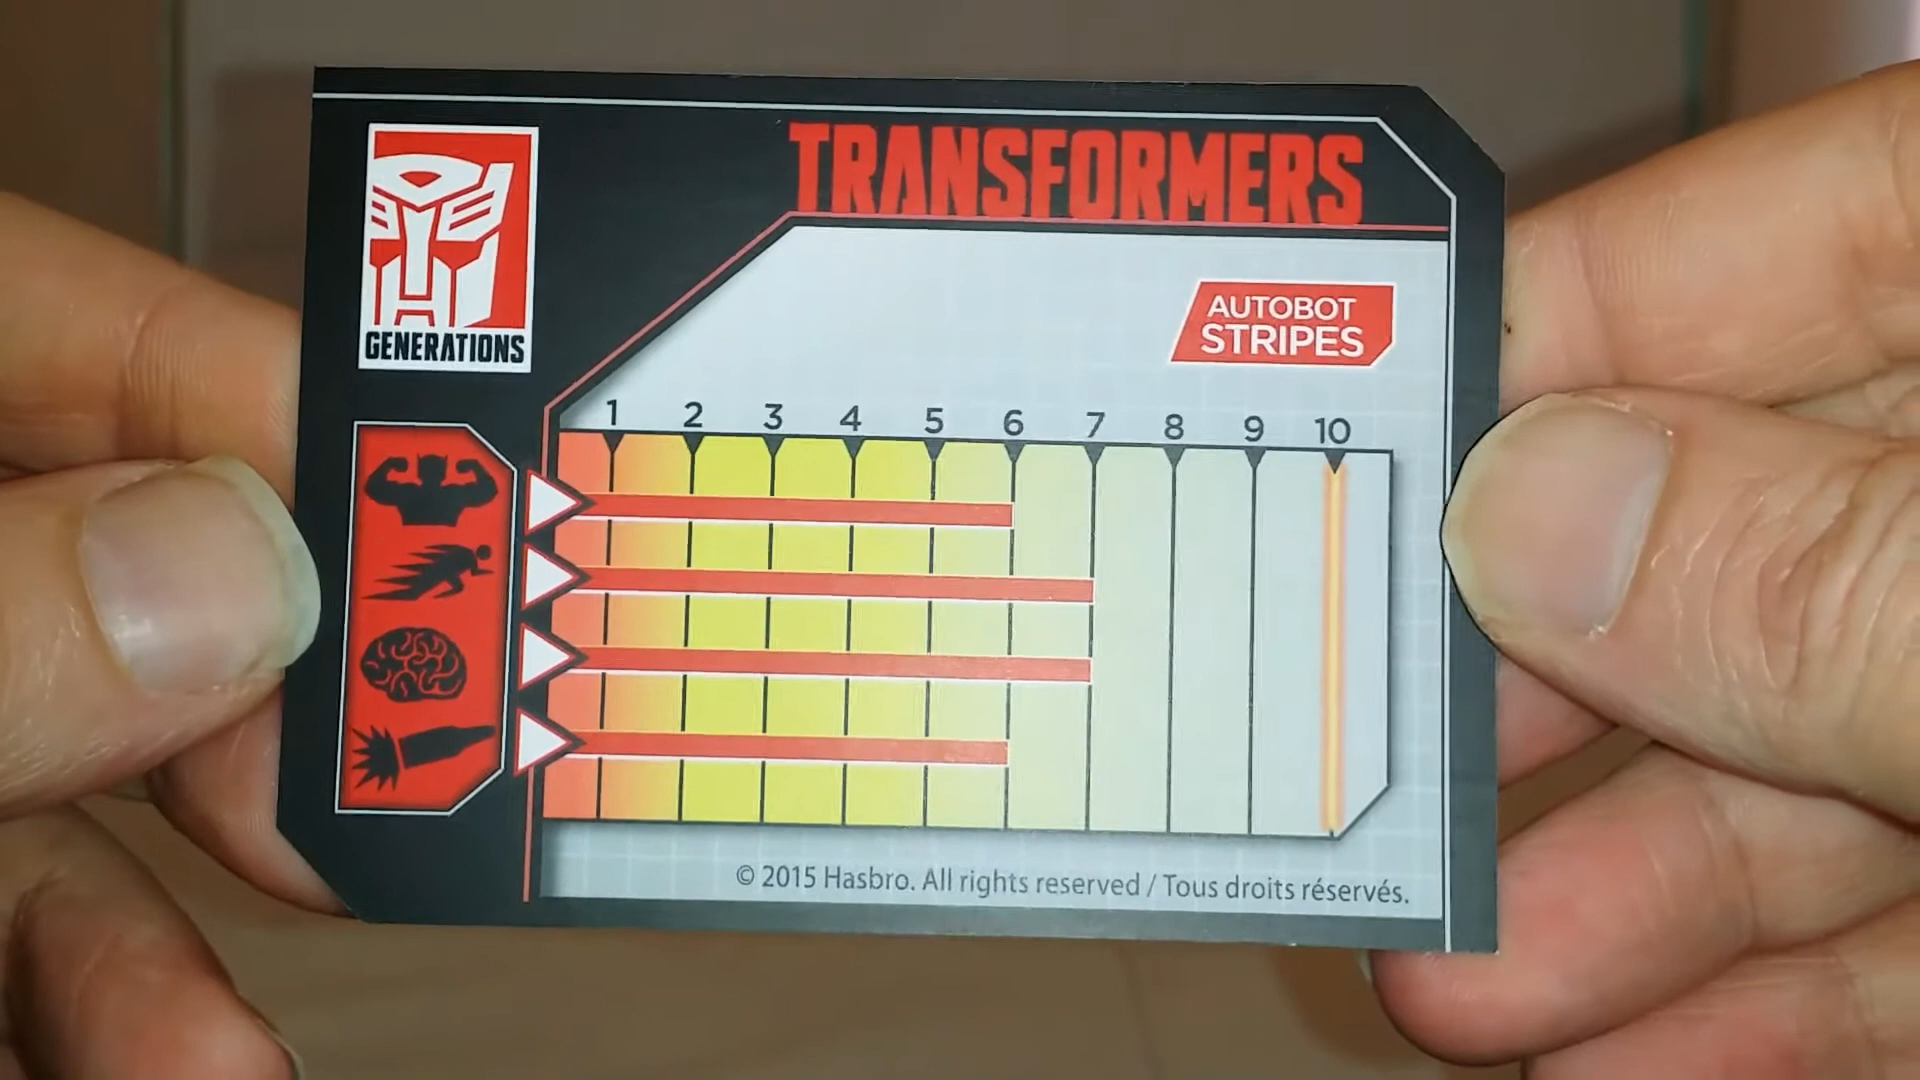 TRANSFORMERS
GENERATIONS
AUTOBOT
STRIPES
1 2 3 4 5 6 7 8 9 10
© 2015 Hasbro. All rights reserved / Tous droits réservés.